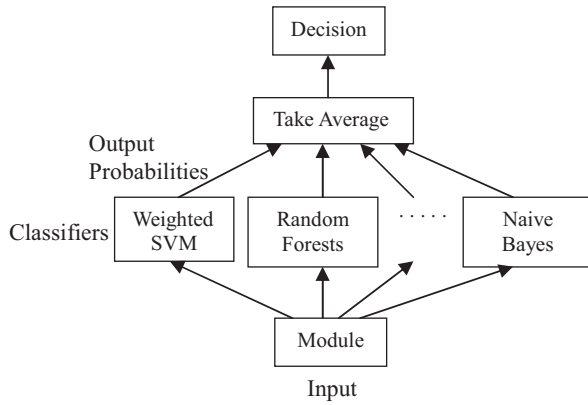 Decision
Take Average
Output
Probabilities
Classifiers
Weighted
SVM
Random
Forests
. . . . .
Naive
Bayes
Module
Input